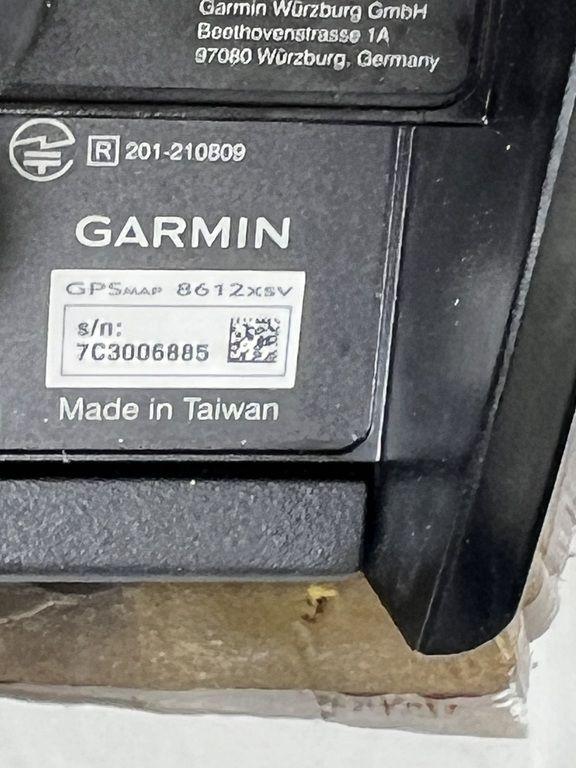 Garmin Würzburg GmbH
Beethovenstrasse 1A
97080 Würzburg, Germany
R 201-210809
GARMIN
GPSMAP 8612xsv
s/n:
7C3006885
Made in Taiwan